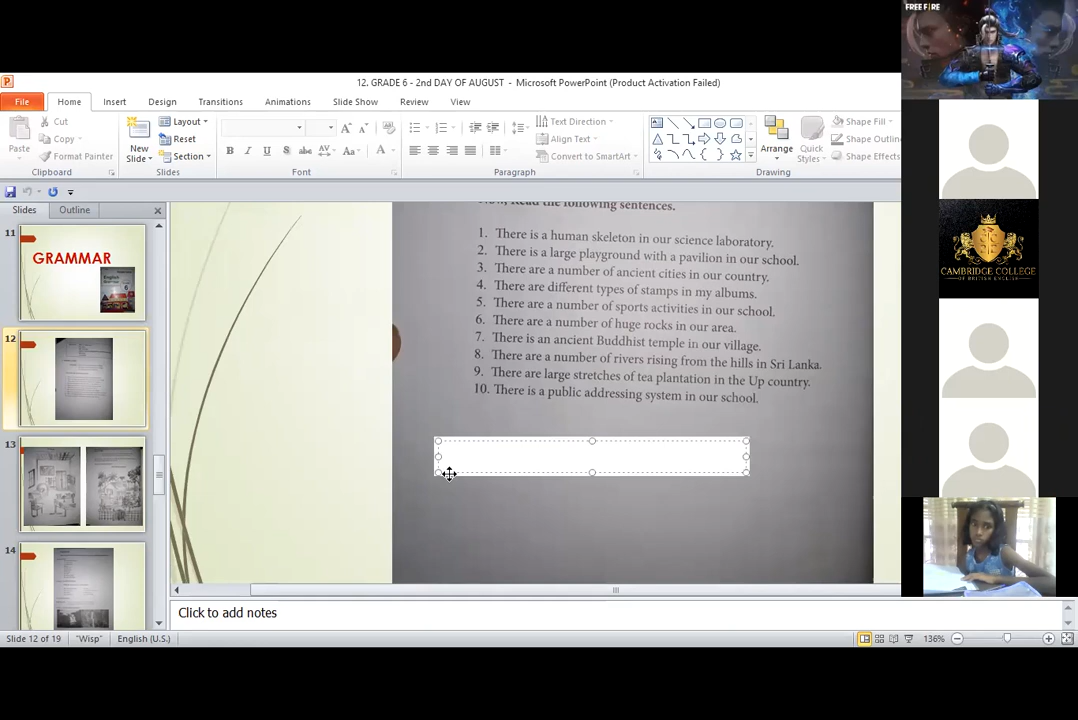 FREE FIRE
12. GRADE 6 - 2nd DAY OF AUGUST - Microsoft PowerPoint (Product Activation Failed)
File Home Insert Design Transitions Animations Slide Show Review View
Cut
Copy
Format Painter
Paste
Clipboard
New
Slide
Layout
Reset
Section
Slides
B I U S abc AV Aa A
Font
Text Direction
Align Text
Convert to SmartArt
Paragraph
Arrange
Quick
Styles
Shape Fill
Shape Outline
Shape Effects
Drawing
Slides Outline
11
GRAMMAR
English
6
12
13
14
Now, Read the following sentences.
1. There is a human skeleton in our science laboratory.
2. There is a large playground with a pavilion in our school.
3. There are a number of ancient cities in our country.
4. There are different types of stamps in my albums.
5. There are a number of sports activities in our school.
6. There are a number of huge rocks in our area.
7. There is an ancient Buddhist temple in our village.
8. There are a number of rivers rising from the hills in Sri Lanka.
9. There are large stretches of tea plantation in the Up country.
10. There is a public addressing system in our school.
CAMBRIDGE COLLEGE
OF BRITISH ENGLISH
Click to add notes
Slide 12 of 19 "Wisp" English (U.S.) 136%